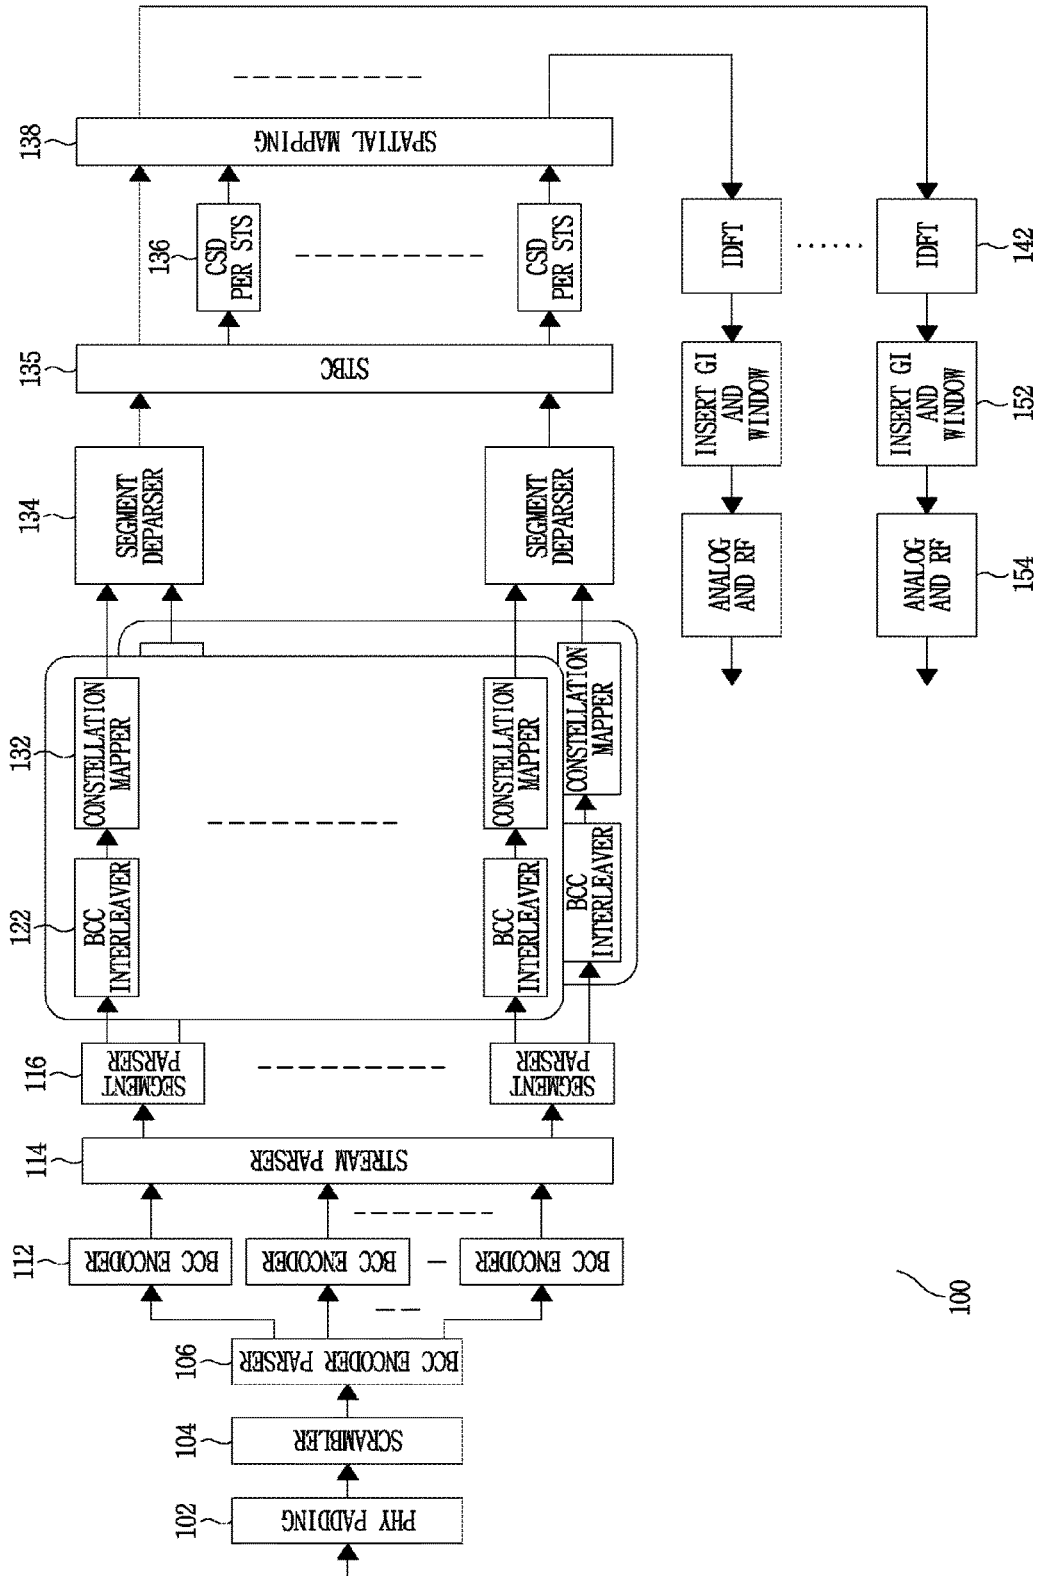 138
SPATIAL MAPPING
136
CSD
PER STS
CSD
PER STS
135
STBC
134
SEGMENT
DEPARSER
SEGMENT
DEPARSER
132
CONSTELLATION
MAPPER
CONSTELLATION
MAPPER
CONSTELLATION
MAPPER
122
BCC
INTERLEAVER
BCC
INTERLEAVER
BCC
INTERLEAVER
116
SEGMENT
PARSER
SEGMENT
PARSER
114
STREAM PARSER
112
BCC ENCODER
BCC ENCODER
BCC ENCODER
106
BCC ENCODER PARSER
104
SCRAMBLER
102
PHY PADDING
IDFT
IDFT
142
INSERT GI
AND
WINDOW
INSERT GI
AND
WINDOW
152
ANALOG
AND RF
ANALOG
AND RF
154
100